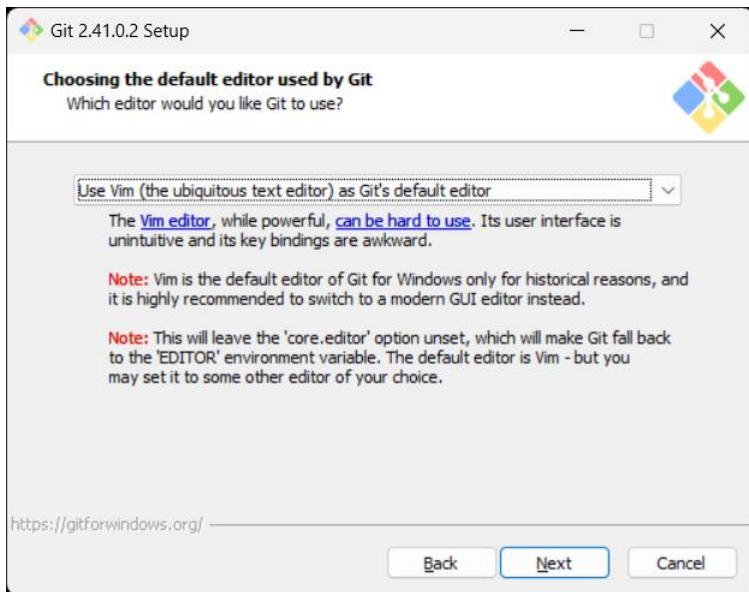 Git 2.41.0.2 Setup
Choosing the default editor used by Git
Which editor would you like Git to use?
Use Vim (the ubiquitous text editor) as Git's default editor
The Vim editor, while powerful, can be hard to use. Its user interface is
unintuitive and its key bindings are awkward.
Note: Vim is the default editor of Git for Windows only for historical reasons, and
it is highly recommended to switch to a modern GUI editor instead.
Note: This will leave the 'core.editor' option unset, which will make Git fall back
to the 'EDITOR' environment variable. The default editor is Vim - but you
may set it to some other editor of your choice.
https://gitforwindows.org/
Back Next Cancel